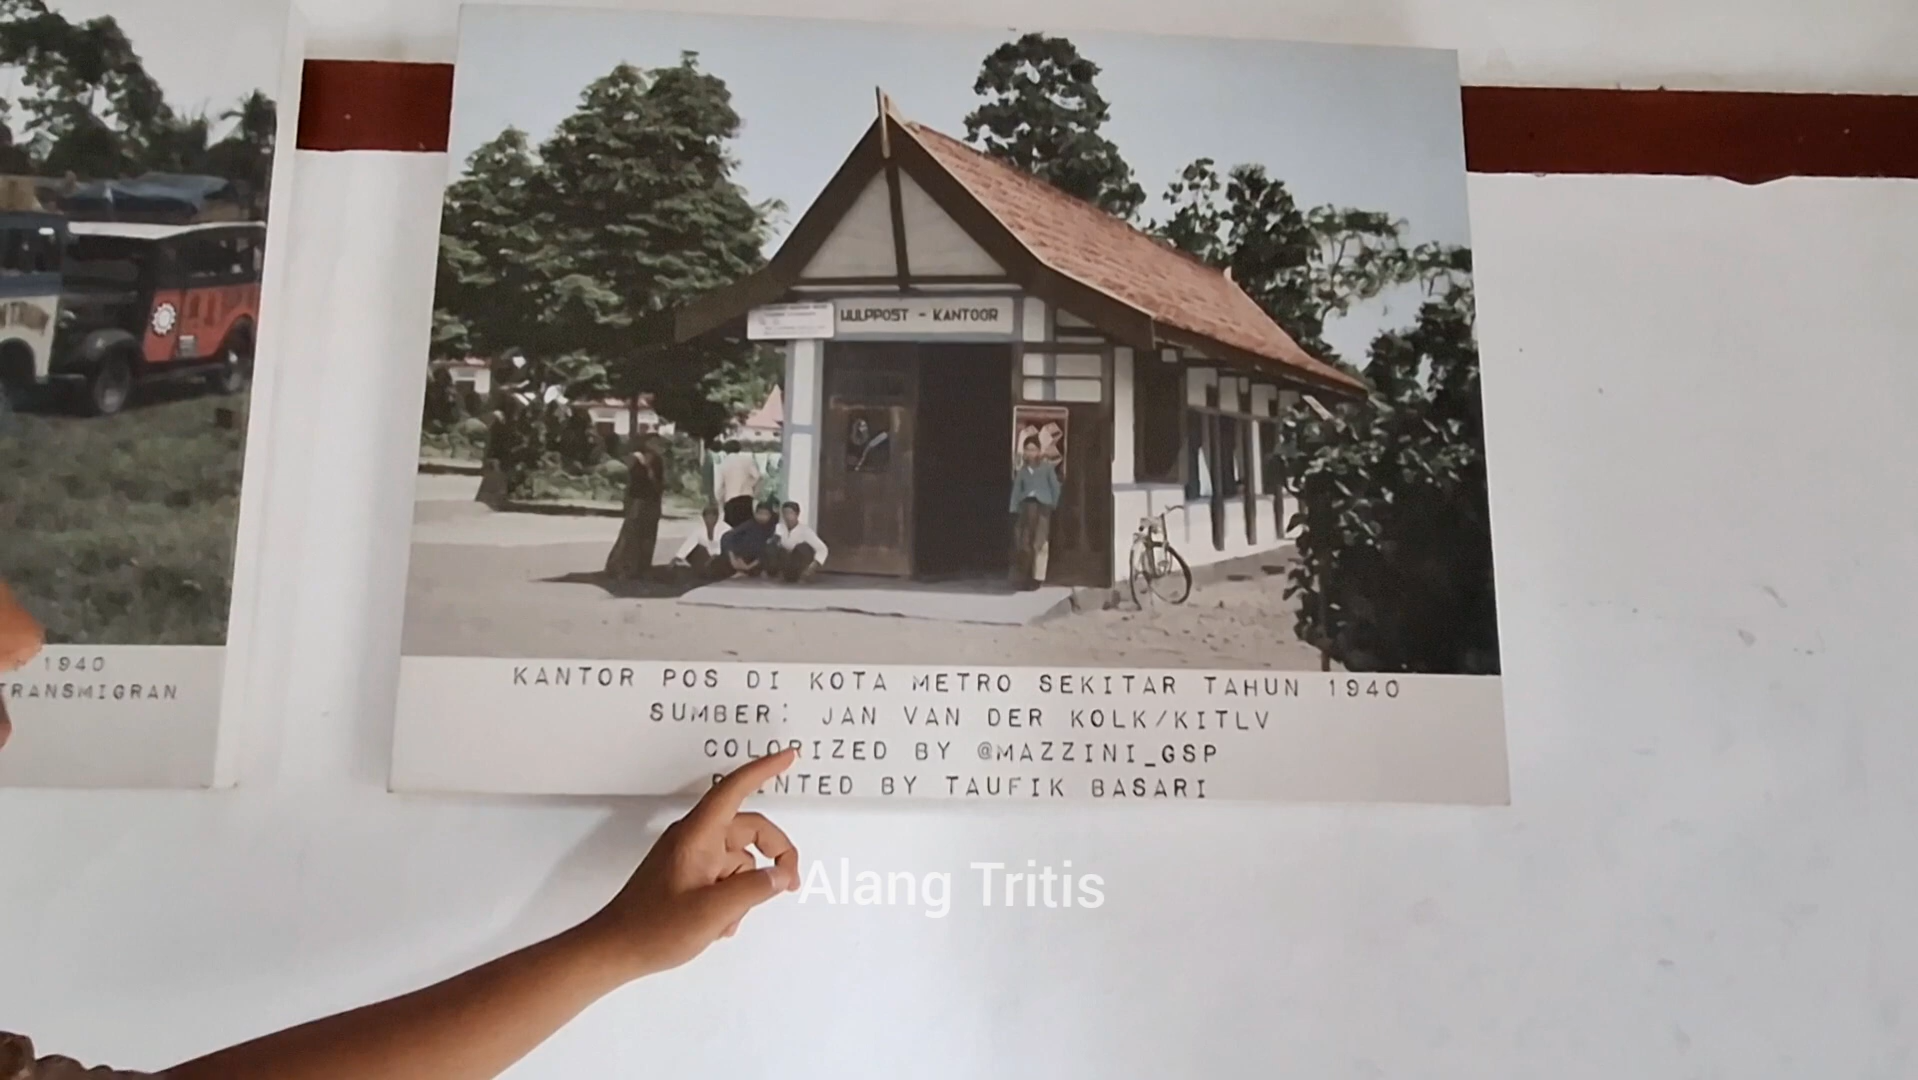 HULPPOST - KANTOOR
1940
TRANSMIGRAN
KANTOR POS DI KOTA METRO SEKITAR TAHUN 1940
SUMBER: JAN VAN DER KOLK/KITLV
COLORIZED BY @MAZZINI_GSP
BY TAUFIK BASARI
Alang Tritis